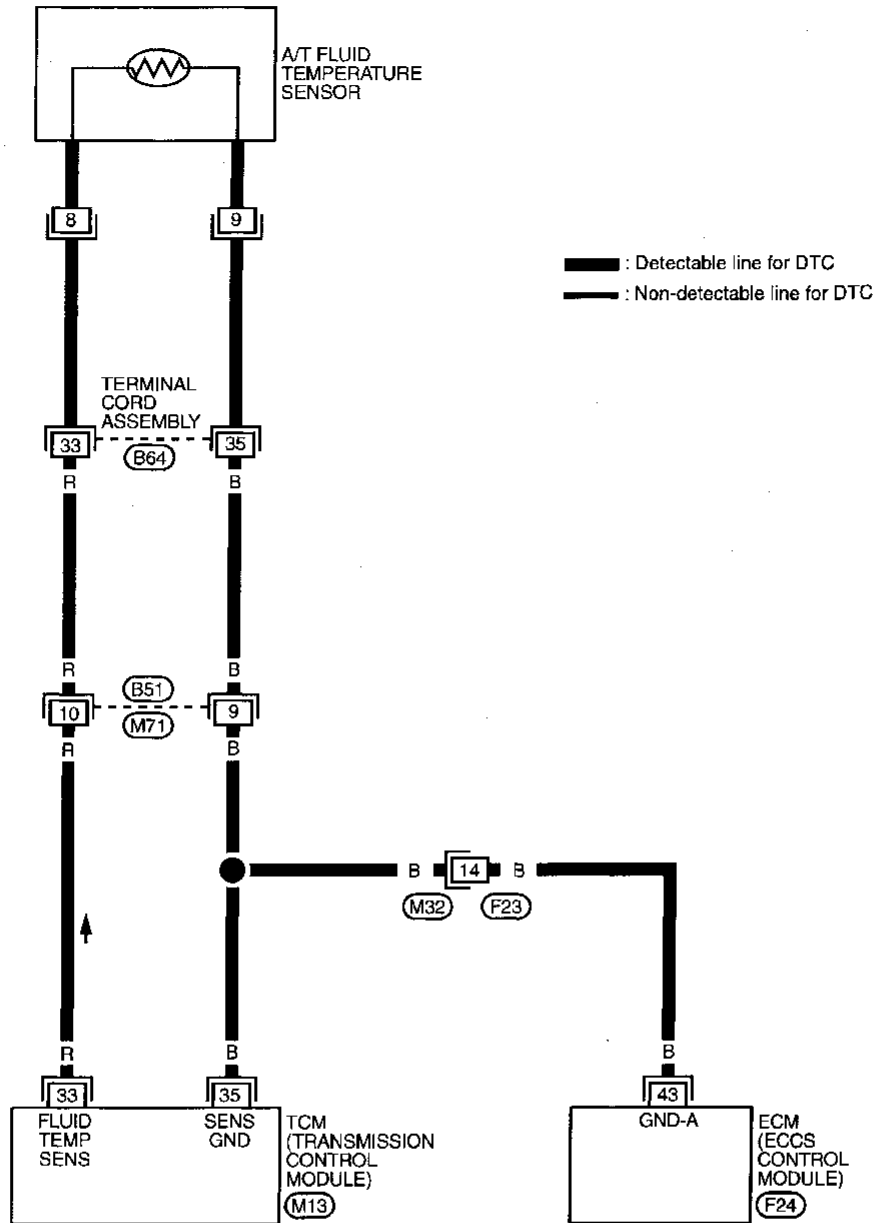 A/T FLUID
TEMPERATURE
SENSOR
8
9
: Detectable line for DTC
: Non-detectable line for DTC
TERMINAL
CORD
ASSEMBLY
33
35
B64
R
B
R
B
B51
10
9
M71
R
B
B
14
B
M32
F23
R
B
B
33
35
43
FLUID
TEMP
SENS
SENS
GND
TCM
(TRANSMISSION
CONTROL
MODULE)
M13
GND-A
ECM
(ECCS
CONTROL
MODULE)
F24